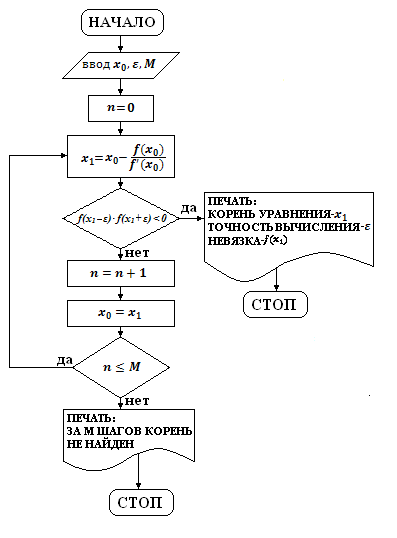 НАЧАЛО
ввод x₀, ε, M
n=0
x₁=x₀− f(x₀)/f′(x₀)
f(x₁−ε)·f(x₁+ε)<0
да
ПЕЧАТЬ:
КОРЕНЬ УРАВНЕНИЯ-x₁
ТОЧНОСТЬ ВЫЧИСЛЕНИЯ-ε
НЕВЯЗКА-f(x₁)
СТОП
нет
n = n + 1
x₀ = x₁
да
n ≤ M
нет
ПЕЧАТЬ:
ЗА М ШАГОВ КОРЕНЬ
НЕ НАЙДЕН
СТОП